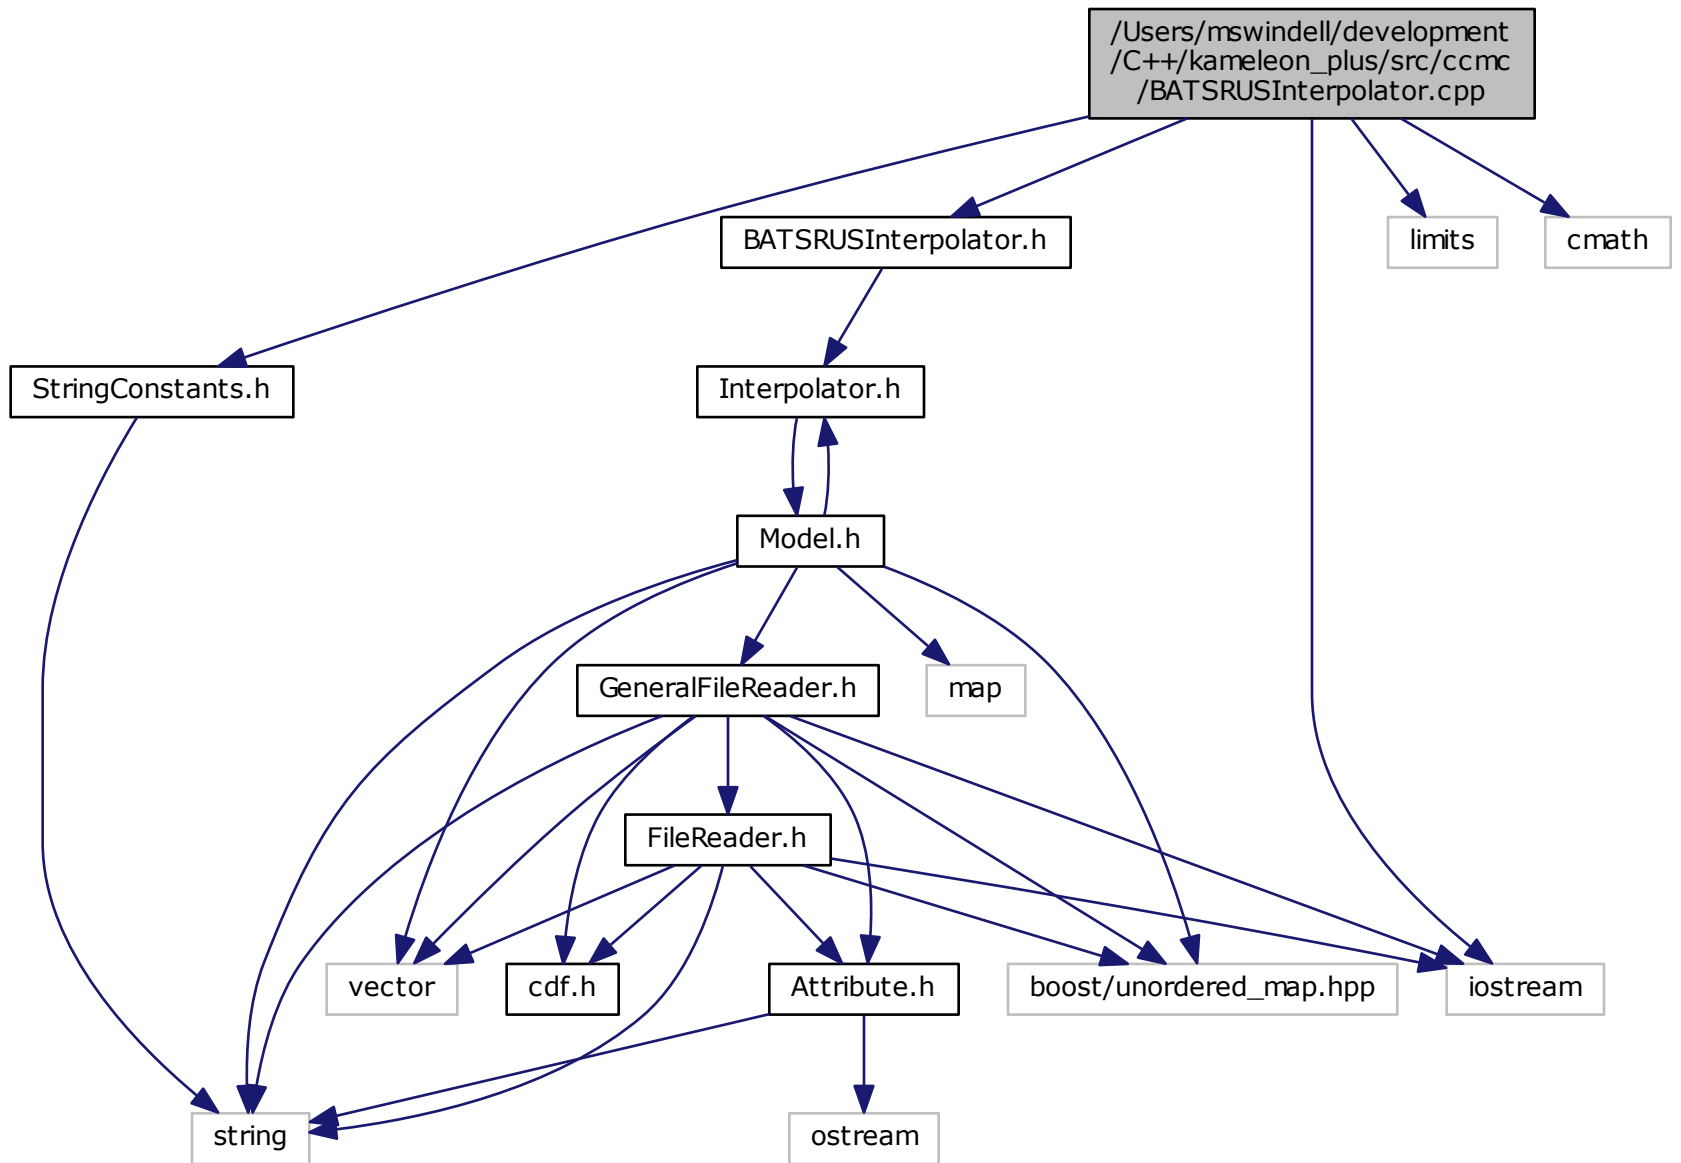 /Users/mswindell/development
/C++/kameleon_plus/src/ccmc
/BATSRUSInterpolator.cpp
BATSRUSInterpolator.h
limits
cmath
StringConstants.h
Interpolator.h
Model.h
GeneralFileReader.h
map
FileReader.h
vector
cdf.h
Attribute.h
boost/unordered_map.hpp
iostream
string
ostream